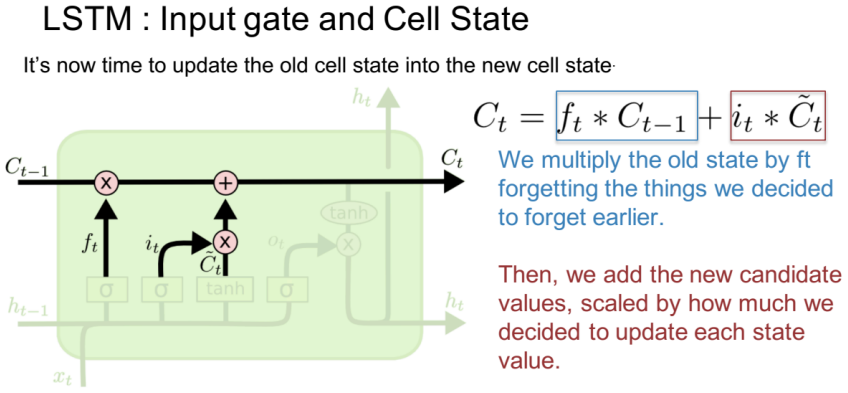 LSTM : Input gate and Cell State
It's now time to update the old cell state into the new cell state.
h_t
C_t = f_t * C_{t-1} + i_t * C̃_t
C_{t-1}
C_t
x
+
We multiply the old state by ft
forgetting the things we decided
to forget earlier.
tanh
f_t
i_t
x
C̃_t
o_t
x
σ
σ
tanh
σ
Then, we add the new candidate
values, scaled by how much we
decided to update each state
value.
h_{t-1}
h_t
x_t